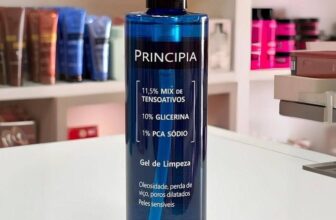 PRINCIPIA
11,5% MIX DE
TENSOATIVOS
10% GLICERINA
1% PCA SÓDIO
Gel de Limpeza
Oleosidade, perda de
viço, poros dilatados
Peles sensíveis